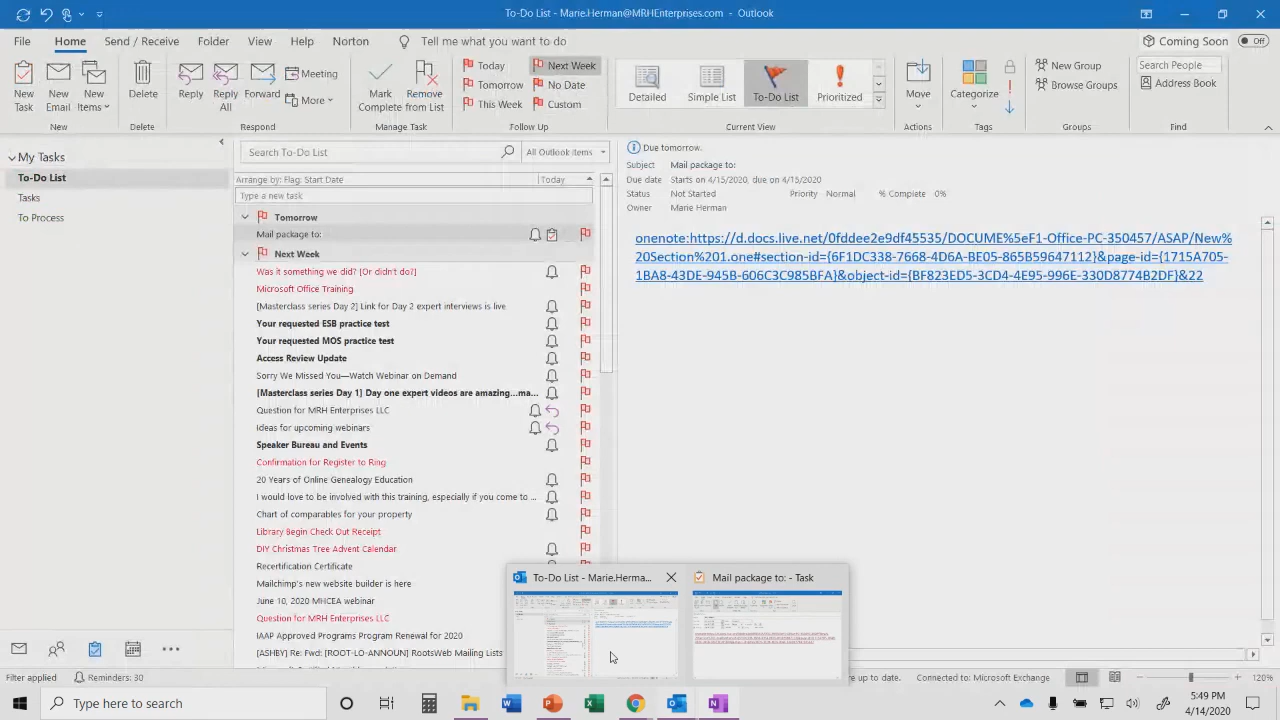 To-Do List - Marie.Herman@MRHEnterprises.com - Outlook
File Home Send / Receive Folder View Help Norton Tell me what you want to do Coming Soon Off
New Task
New Email
New Items
New
Delete
Delete
Reply
Reply All
Forward
Meeting
More
Respond
Mark Complete
Remove from List
Manage Task
Today
Tomorrow
This Week
Next Week
No Date
Custom
Follow Up
Detailed
Simple List
To-Do List
Prioritized
Current View
Move
Actions
Categorize
Tags
New Group
Browse Groups
Groups
Search People
Address Book
Find
My Tasks
To-Do List
Tasks
To Process
Search To-Do List All Outlook Items
Arrange by: Flag: Start Date Today
Type a new task
Tomorrow
Mail package to:
Next Week
Was it something we did? [Or didn't do?]
Microsoft Office Training
[Masterclass series Day 2] Link for Day 2 expert interviews is live
Your requested ESB practice test
Your requested MOS practice test
Access Review Update
Sorry We Missed You—Watch Webinar on Demand
[Masterclass series Day 1] Day one expert videos are amazing...ma...
Question for MRH Enterprises LLC
Ideas for upcoming webinars
Speaker Bureau and Events
Confirmation for Register to Ring
20 Years of Online Genealogy Education
I would love to be involved with this training, especially if you come to ...
Chart of comparables for your property
Library Begin Check Out Receipt
DIY Christmas Tree Advent Calendar
Recertification Certificate
Mailchimp's new website builder is here
June 10, 2020 MHCEA webinar
Question for MRH Enterprises LLC
IAAP Approved Programs Program Renewal for 2020
RootsWeb Mailing Lists
Due tomorrow.
Subject Mail package to:
Due date Starts on 4/15/2020, due on 4/15/2020
Status Not Started Priority Normal % Complete 0%
Owner Marie Herman
onenote:https://d.docs.live.net/0fddee2e9df45535/DOCUME%5eF1-Office-PC-350457/ASAP/New%
20Section%201.one#section-id={6F1DC338-7668-4D6A-BE05-865B59647112}&page-id={1715A705-
1BA8-43DE-945B-606C3C985BFA}&object-id={BF823ED5-3CD4-4E95-996E-330D8774B2DF}&22
To-Do List - Marie.Herma...
Mail package to: - Task
Filter applied Reminders: 30 up to date. Connected to: Microsoft Exchange 120%
Type here to search
5:49 PM
4/14/2020